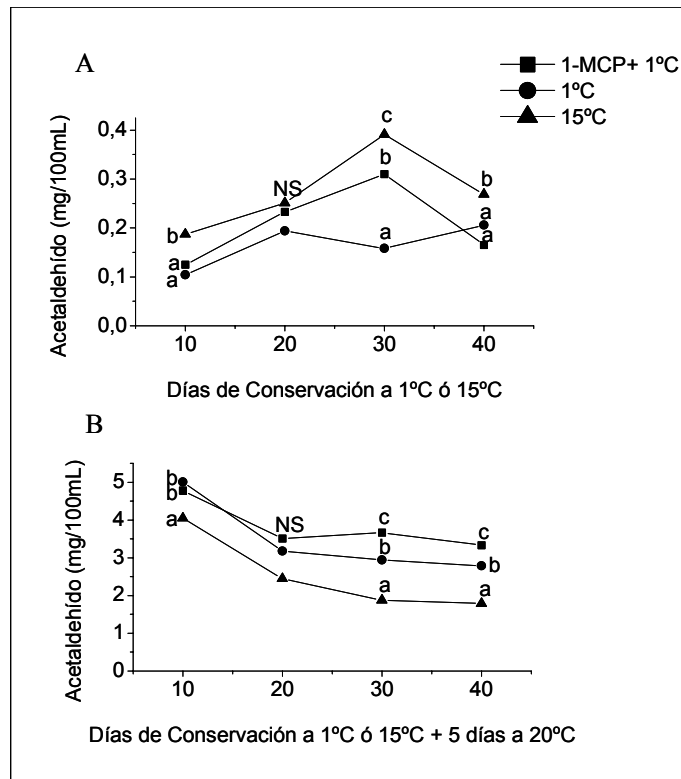 A
1-MCP+ 1ºC
1ºC
15ºC
Acetaldehído (mg/100mL)
0,4
0,3
0,2
0,1
0,0
b
a
a
NS
c
b
a
b
a
a
10 20 30 40
Días de Conservación a 1ºC ó 15ºC
B
Acetaldehído (mg/100mL)
5
4
3
2
1
0
b
b
a
NS
c
b
a
c
b
a
10 20 30 40
Días de Conservación a 1ºC ó 15ºC + 5 días a 20ºC